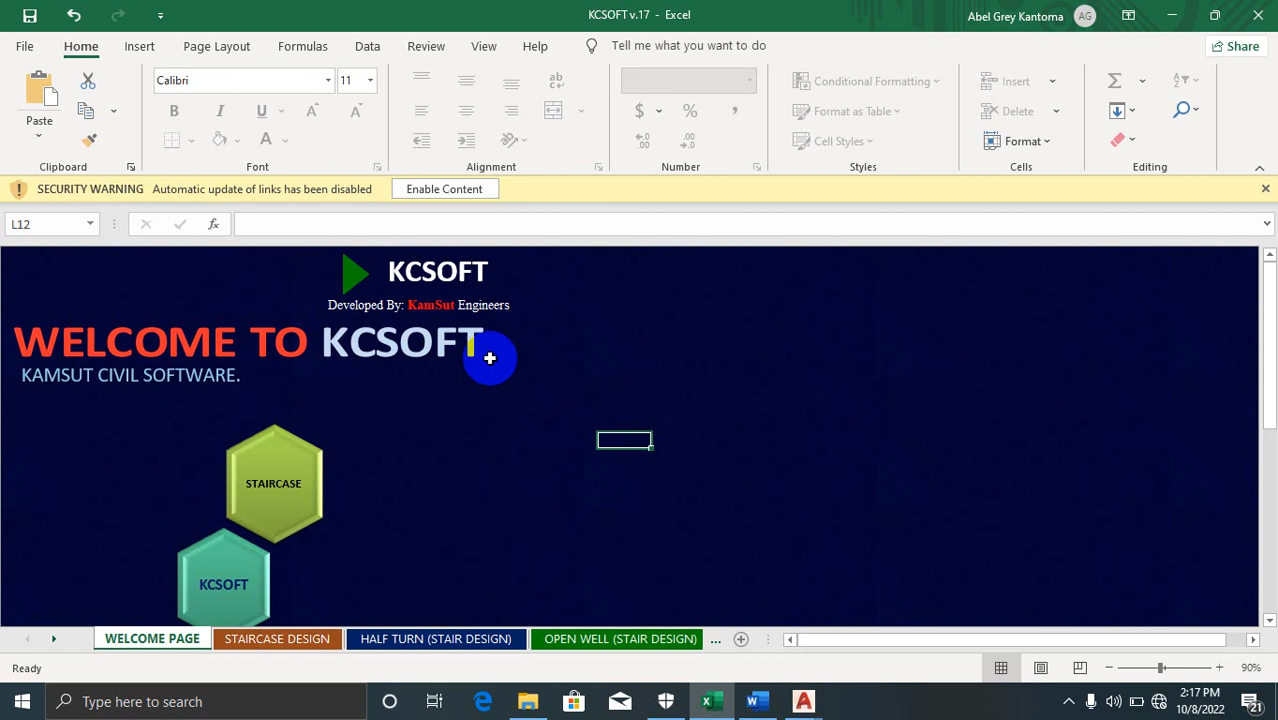 KCSOFT v.17 - Excel
Abel Grey Kantoma
AG
File
Home
Insert
Page Layout
Formulas
Data
Review
View
Help
Tell me what you want to do
Share
Paste
Calibri
11
B I U A A
A
ab
$ % ,
Conditional Formatting
Format as Table
Cell Styles
Insert
Delete
Format
Clipboard
Font
Alignment
Number
Styles
Cells
Editing
SECURITY WARNING Automatic update of links has been disabled
Enable Content
L12
fx
KCSOFT
Developed By: KamSut Engineers
WELCOME TO KCSOFT
KAMSUT CIVIL SOFTWARE.
STAIRCASE
KCSOFT
WELCOME PAGE
STAIRCASE DESIGN
HALF TURN (STAIR DESIGN)
OPEN WELL (STAIR DESIGN)
...
Ready
90%
Type here to search
2:17 PM
10/8/2022
21